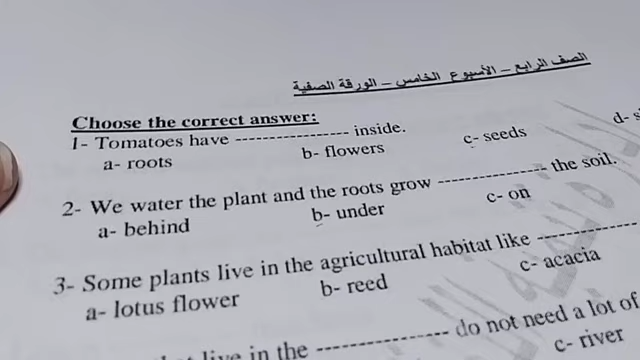 الصف الرابع – الأسبوع الخامس – الورقة الصفية
Choose the correct answer:
1- Tomatoes have ------------------ inside.
a- roots b- flowers c- seeds d-
2- We water the plant and the roots grow ----------------- the soil.
a- behind b- under c- on
3- Some plants live in the agricultural habitat like ----------------
a- lotus flower b- reed c- acacia
live in the -------------------- do not need a lot of
c- river